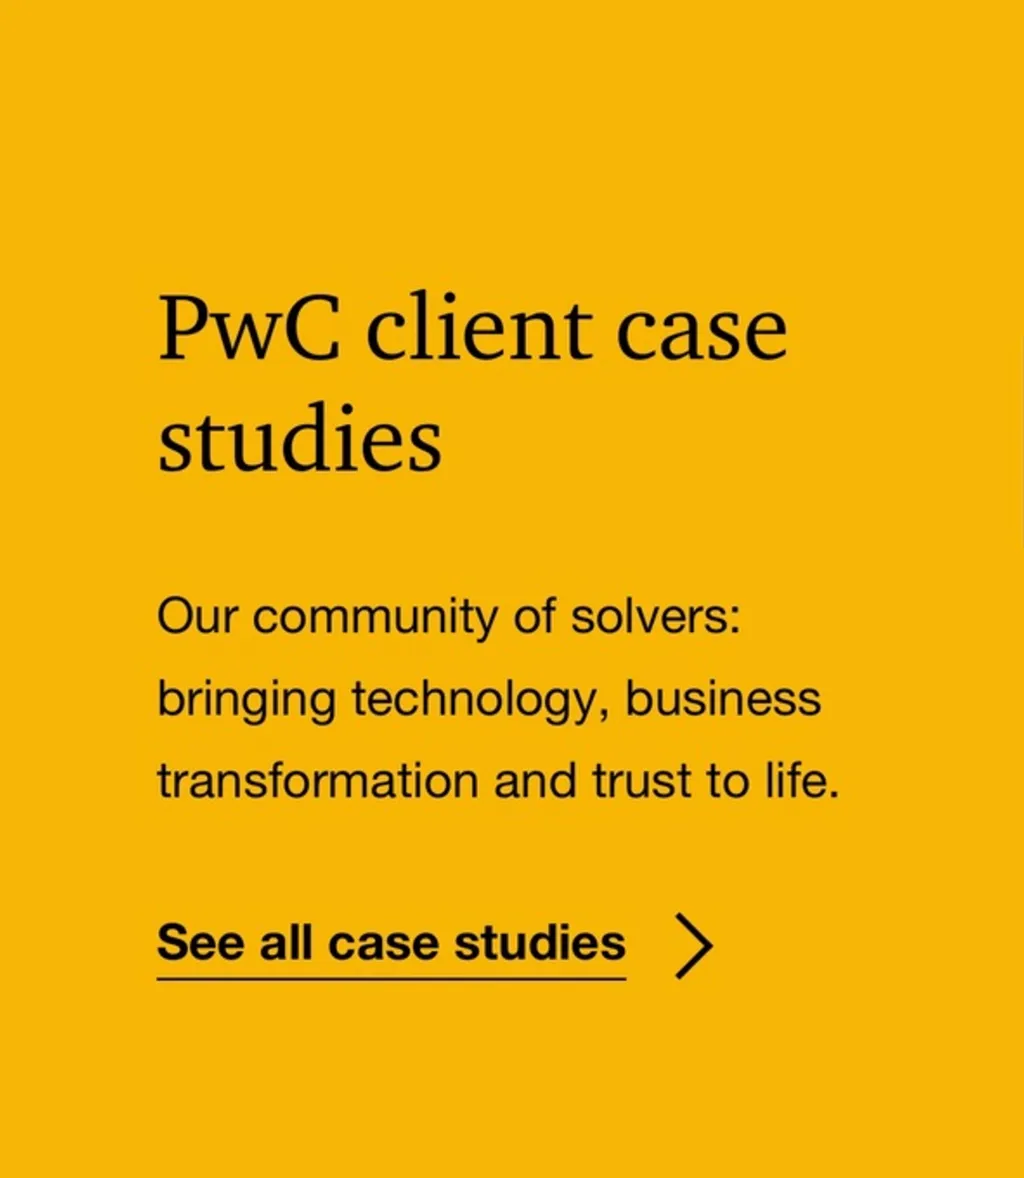 PwC client case
studies
Our community of solvers:
bringing technology, business
transformation and trust to life.
See all case studies